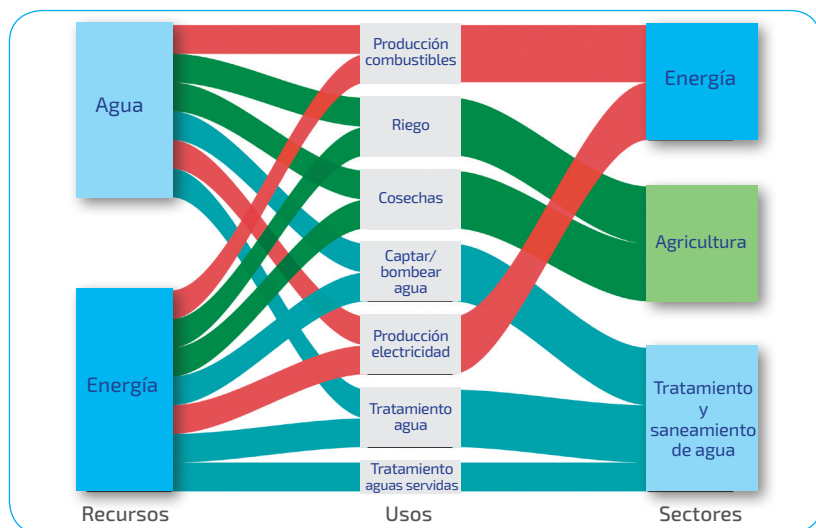 Agua
Energía
Recursos
Producción
combustibles
Riego
Cosechas
Captar/
bombear
agua
Producción
electricidad
Tratamiento
agua
Tratamiento
aguas servidas
Usos
Energía
Agricultura
Tratamiento
y
saneamiento
de agua
Sectores